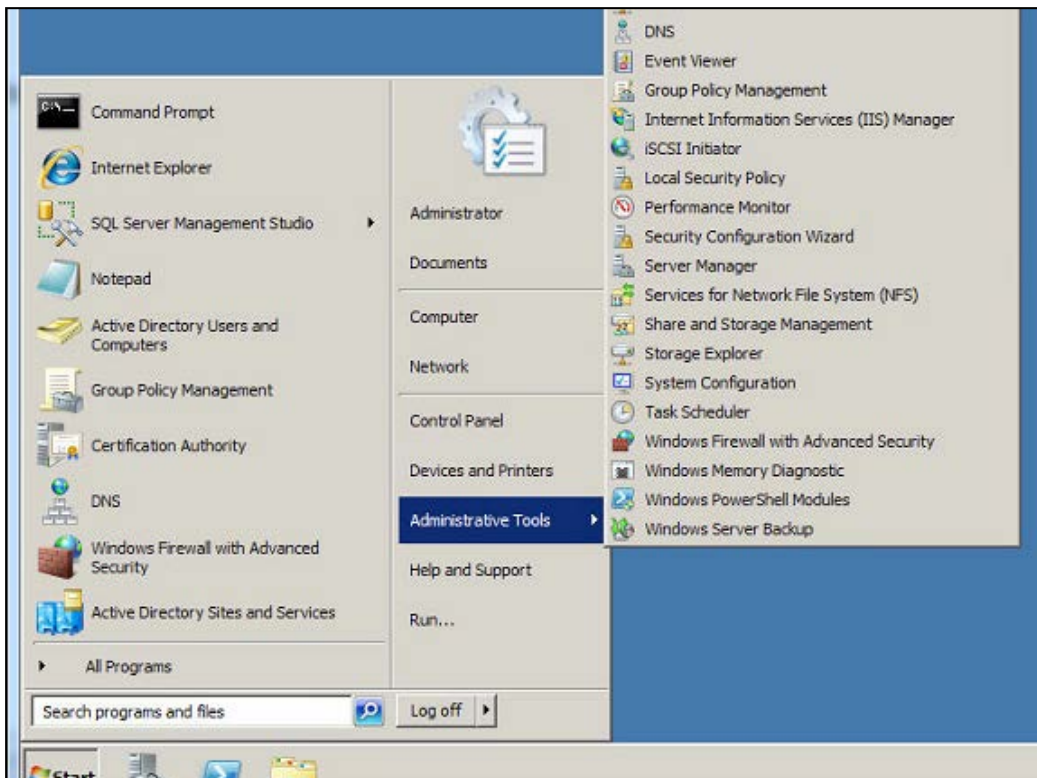 Command Prompt
Internet Explorer
SQL Server Management Studio
Notepad
Active Directory Users and
Computers
Group Policy Management
Certification Authority
DNS
Windows Firewall with Advanced
Security
Active Directory Sites and Services
All Programs
Search programs and files
Administrator
Documents
Computer
Network
Control Panel
Devices and Printers
Administrative Tools
Help and Support
Run...
Log off
DNS
Event Viewer
Group Policy Management
Internet Information Services (IIS) Manager
iSCSI Initiator
Local Security Policy
Performance Monitor
Security Configuration Wizard
Server Manager
Services for Network File System (NFS)
Share and Storage Management
Storage Explorer
System Configuration
Task Scheduler
Windows Firewall with Advanced Security
Windows Memory Diagnostic
Windows PowerShell Modules
Windows Server Backup
Start